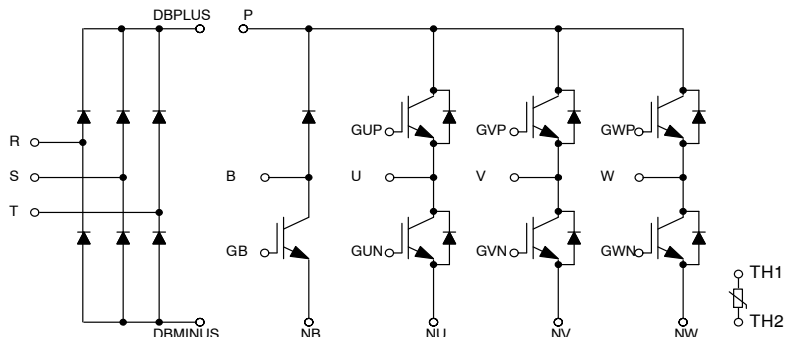 DBPLUS P
GUP GVP GWP
R
S B U V W
T
GB GUN GVN GWN
TH1
TH2
DBMINUS NB NU NV NW